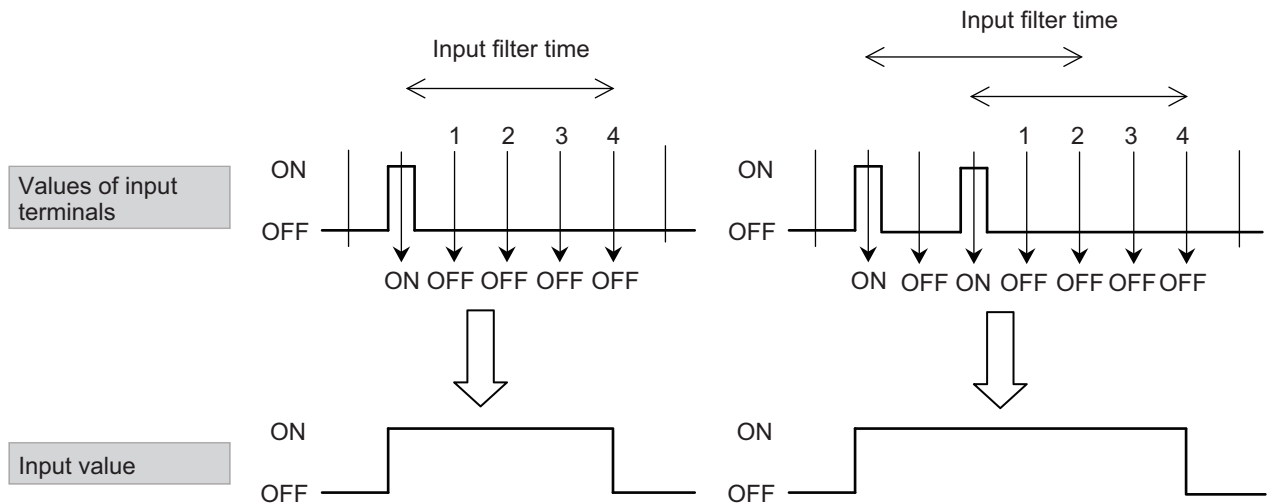 Input filter time
Input filter time
1 2 3 4
1 2 3 4
Values of input
terminals
ON
OFF
ON
OFF
ON OFF OFF OFF OFF
ON OFF ON OFF OFF OFF OFF
Input value
ON
OFF
ON
OFF